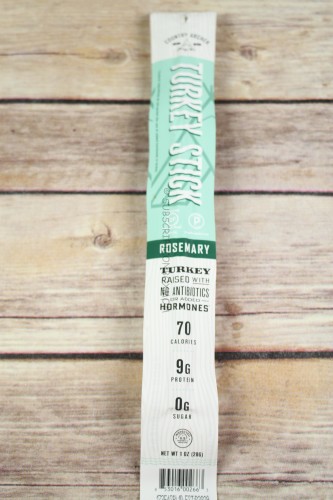 COUNTRY ARCHER
TURKEY STICK
P
ROSEMARY
TURKEY
RAISED WITH
NO ANTIBIOTICS
OR ADDED
HORMONES
70
CALORIES
9G
PROTEIN
0G
SUGAR
NET WT 1 OZ (28G)